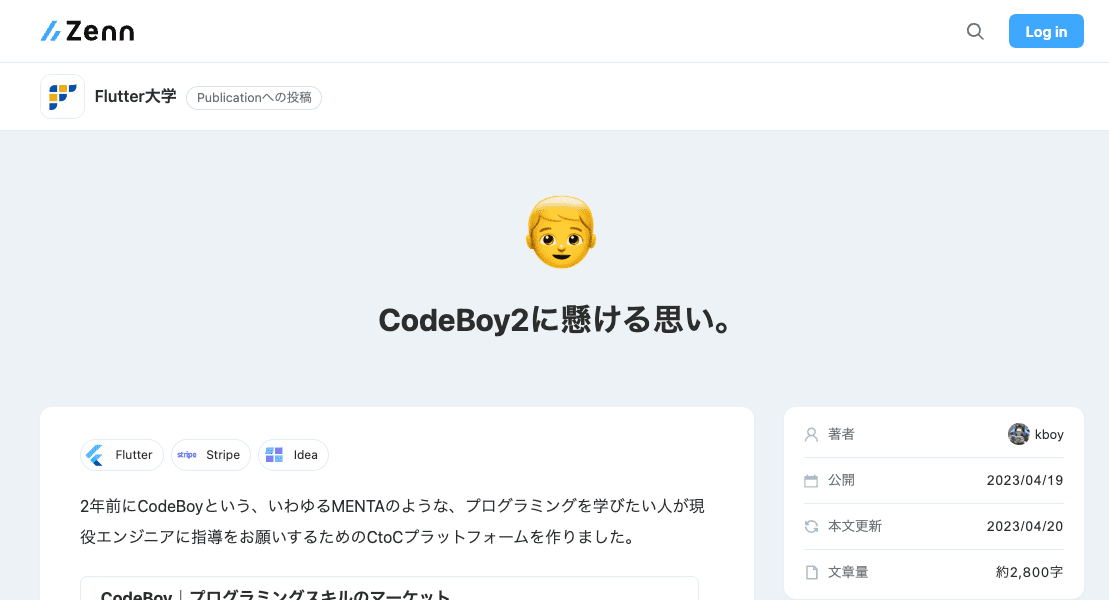 Zenn
Log in
Flutter大学
Publicationへの投稿
CodeBoy2に懸ける思い。
Flutter
stripe
Stripe
Idea
2年前にCodeBoyという、いわゆるMENTAのような、プログラミングを学びたい人が現
役エンジニアに指導をお願いするためのCtoCプラットフォームを作りました。
CodeBoy｜プログラミングスキルのマーケット
著者
kboy
公開
2023/04/19
本文更新
2023/04/20
文章量
約2,800字